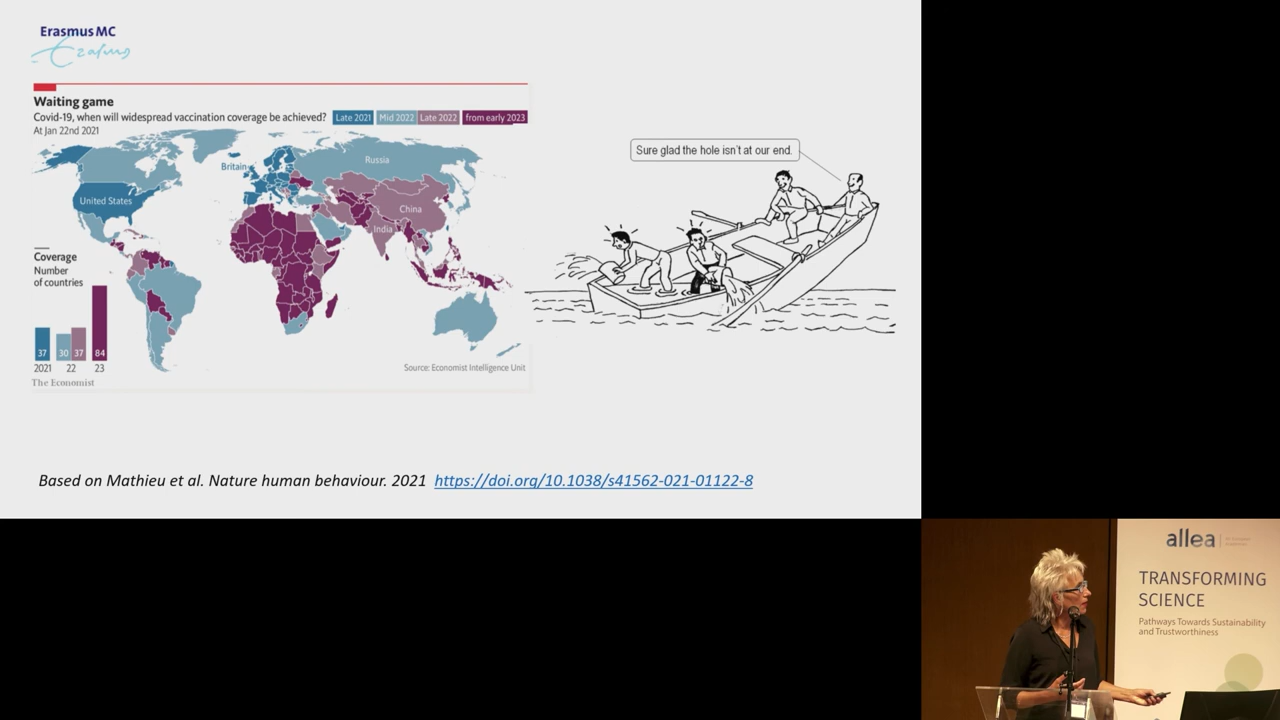 Erasmus MC
Erasmus
Waiting game
Covid-19, when will widespread vaccination coverage be achieved?
Late 2021
Mid 2022
Late 2022
from early 2023
At Jan 22nd 2021
Britain
Russia
United States
China
India
Coverage
Number
of countries
37
30
37
84
2021
22
23
Source: Economist Intelligence Unit
The Economist
Sure glad the hole isn't at our end.
Based on Mathieu et al. Nature human behaviour. 2021 https://doi.org/10.1038/s41562-021-01122-8
allea
TRANSFORMING
SCIENCE
Pathways Towards Sustainability
and Trustworthiness